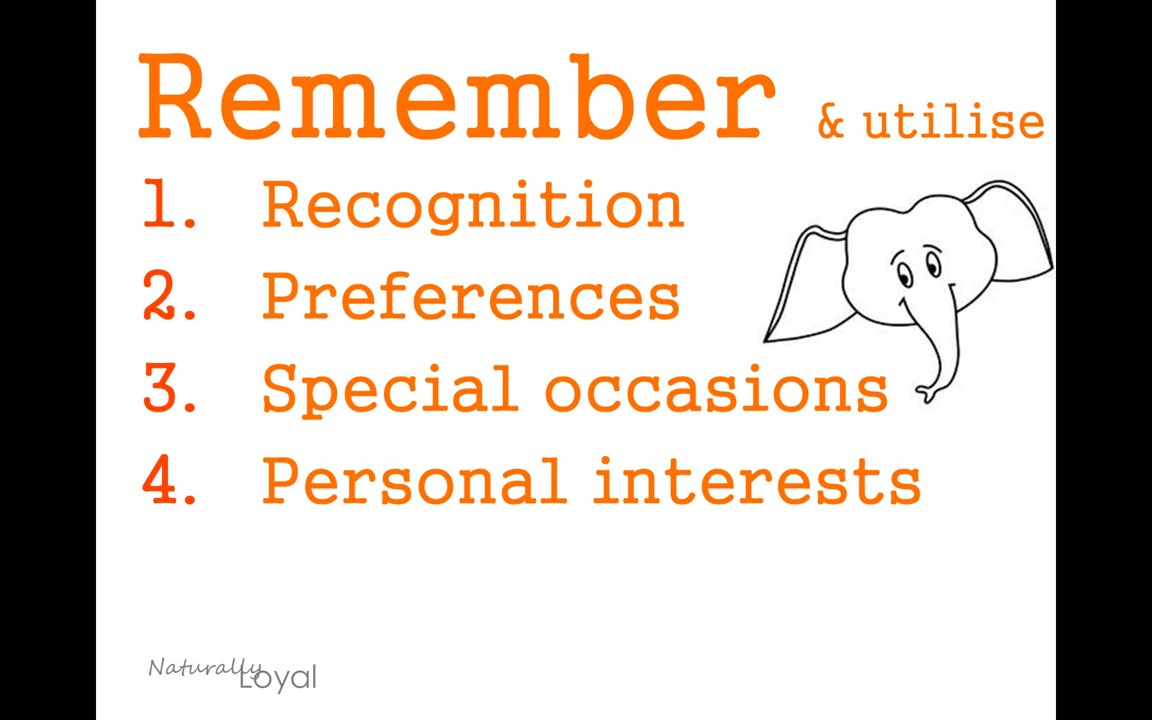 Remember & utilise
1. Recognition
2. Preferences
3. Special occasions
4. Personal interests
Naturally
Loyal